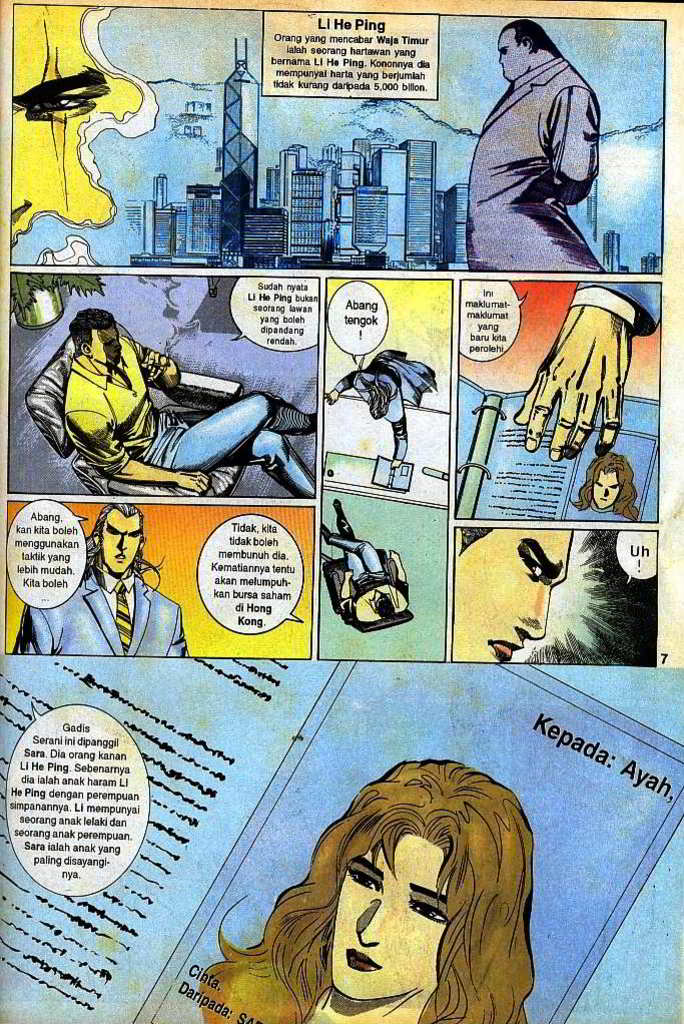 Li He Ping
Orang yang mencabar Waja Timur
ialah seorang hartawan yang
bernama Li He Ping. Kononnya dia
mempunyai harta yang berjumlah
tidak kurang daripada 5,000 bilion.
Sudah nyata
Li He Ping bukan
seorang lawan
yang boleh
dipandang
rendah.
Abang
tengok
!
Ini
maklumat-
maklumat
yang
baru kita
perolehi.
Abang,
kan kita boleh
menggunakan
taktik yang
lebih mudah.
Kita boleh
...
Tidak, kita
tidak boleh
membunuh dia.
Kematiannya tentu
akan melumpuh-
kan bursa saham
di Hong
Kong.
Uh
!
7
Gadis
Serani ini dipanggil
Sara. Dia orang kanan
Li He Ping. Sebenarnya
dia ialah anak haram Li
He Ping dengan perempuan
simpanannya. Li mempunyai
seorang anak lelaki dan
seorang anak perempuan.
Sara ialah anak yang
paling disayangi-
nya.
Kepada: Ayah,
Cinta.
Daripada: SAR